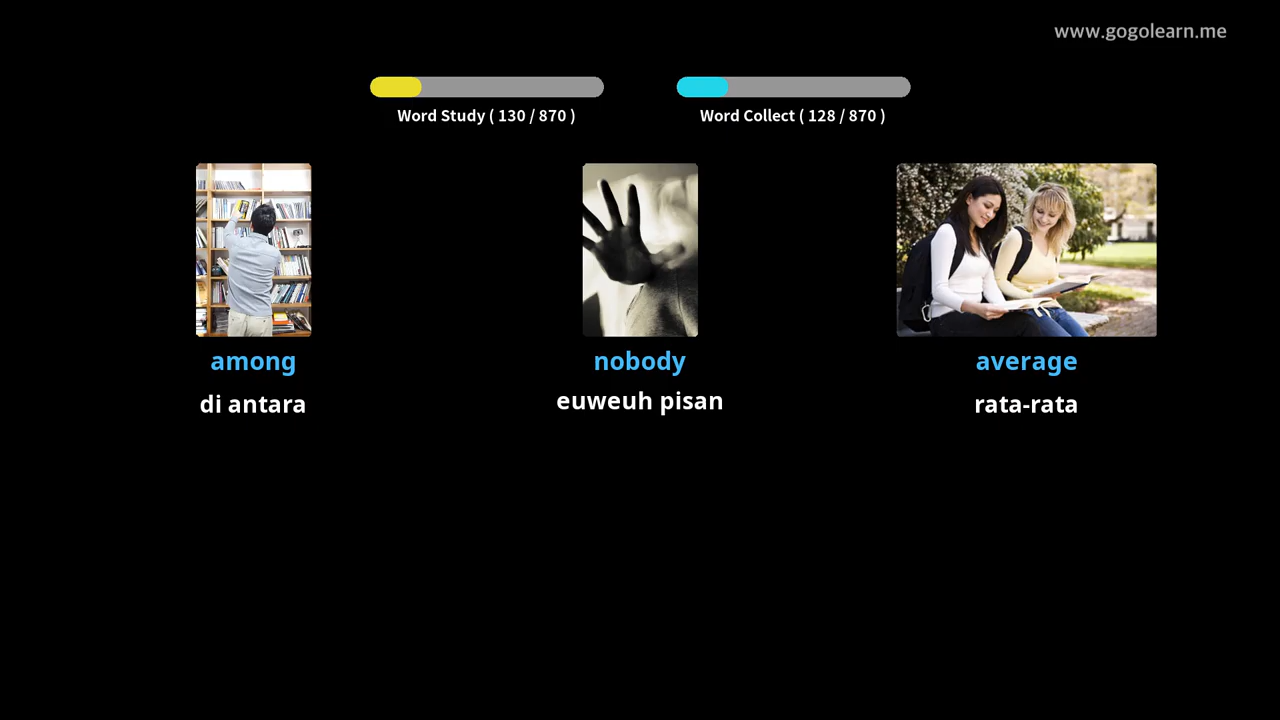 www.gogolearn.me
Word Study ( 130 / 870 )
Word Collect ( 128 / 870 )
among
di antara
nobody
euweuh pisan
average
rata-rata